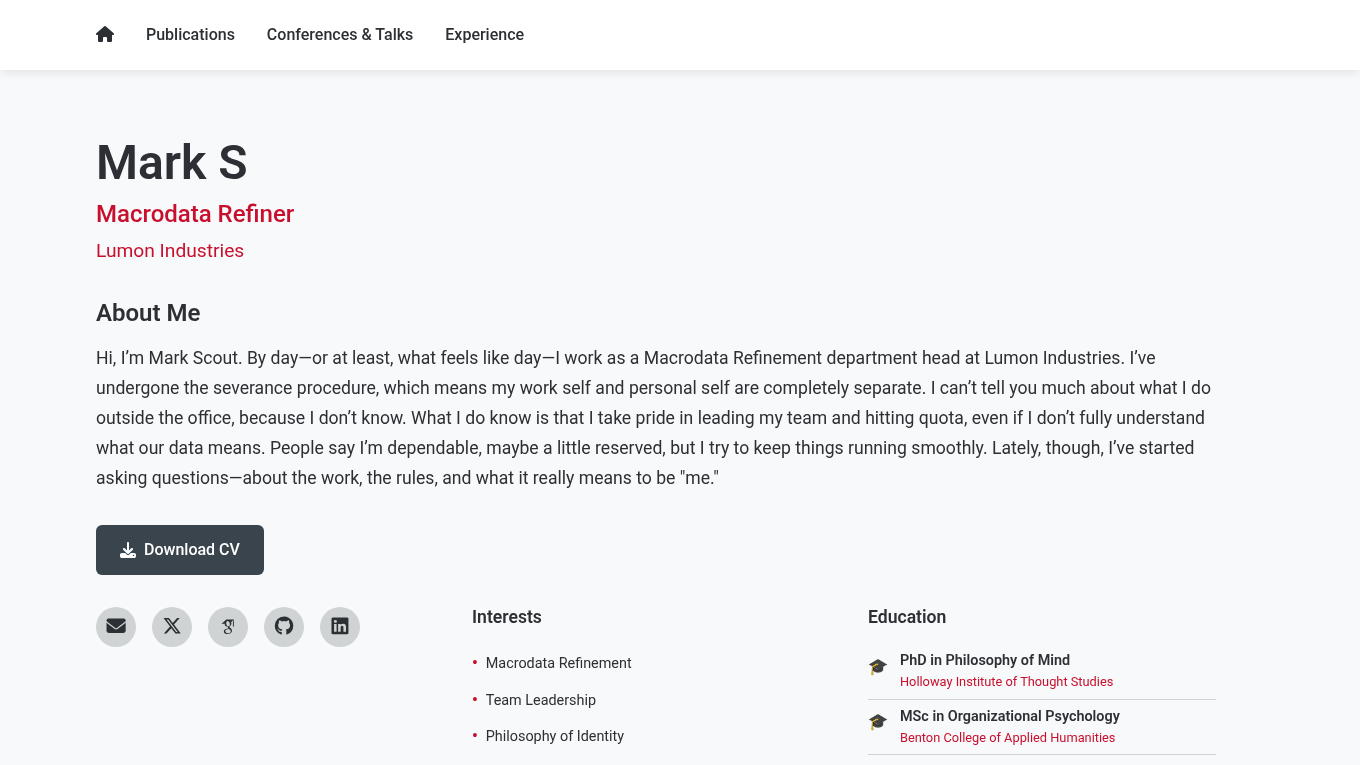 Publications Conferences & Talks Experience
Mark S
Macrodata Refiner
Lumon Industries
About Me
Hi, I’m Mark Scout. By day—or at least, what feels like day—I work as a Macrodata Refinement department head at Lumon Industries. I’ve
undergone the severance procedure, which means my work self and personal self are completely separate. I can’t tell you much about what I do
outside the office, because I don’t know. What I do know is that I take pride in leading my team and hitting quota, even if I don’t fully understand
what our data means. People say I’m dependable, maybe a little reserved, but I try to keep things running smoothly. Lately, though, I’ve started
asking questions—about the work, the rules, and what it really means to be "me."
Download CV
Interests
• Macrodata Refinement
• Team Leadership
• Philosophy of Identity
Education
PhD in Philosophy of Mind
Holloway Institute of Thought Studies
MSc in Organizational Psychology
Benton College of Applied Humanities